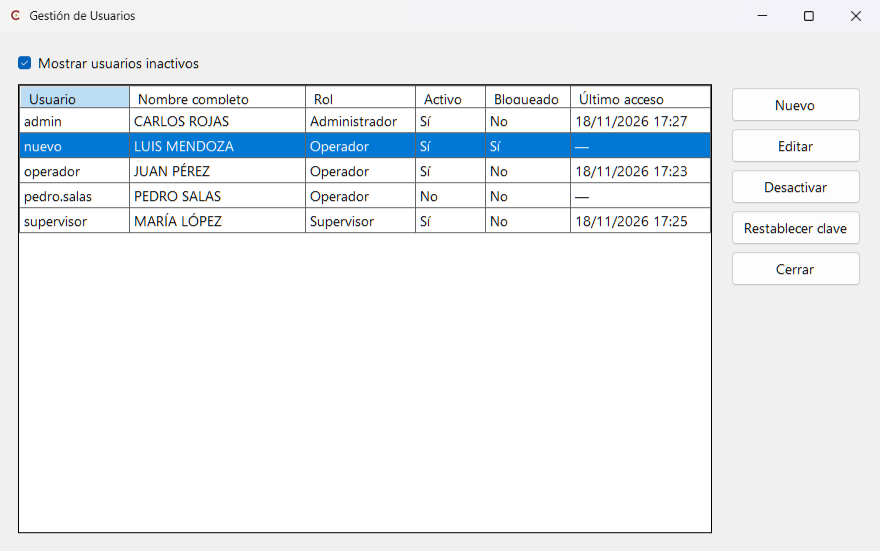 Gestión de Usuarios
Mostrar usuarios inactivos
Usuario Nombre completo Rol Activo Bloqueado Último acceso
admin CARLOS ROJAS Administrador Sí No 18/11/2026 17:27
nuevo LUIS MENDOZA Operador Sí Sí —
operador JUAN PÉREZ Operador Sí No 18/11/2026 17:23
pedro.salas PEDRO SALAS Operador No No —
supervisor MARÍA LÓPEZ Supervisor Sí No 18/11/2026 17:25
Nuevo
Editar
Desactivar
Restablecer clave
Cerrar